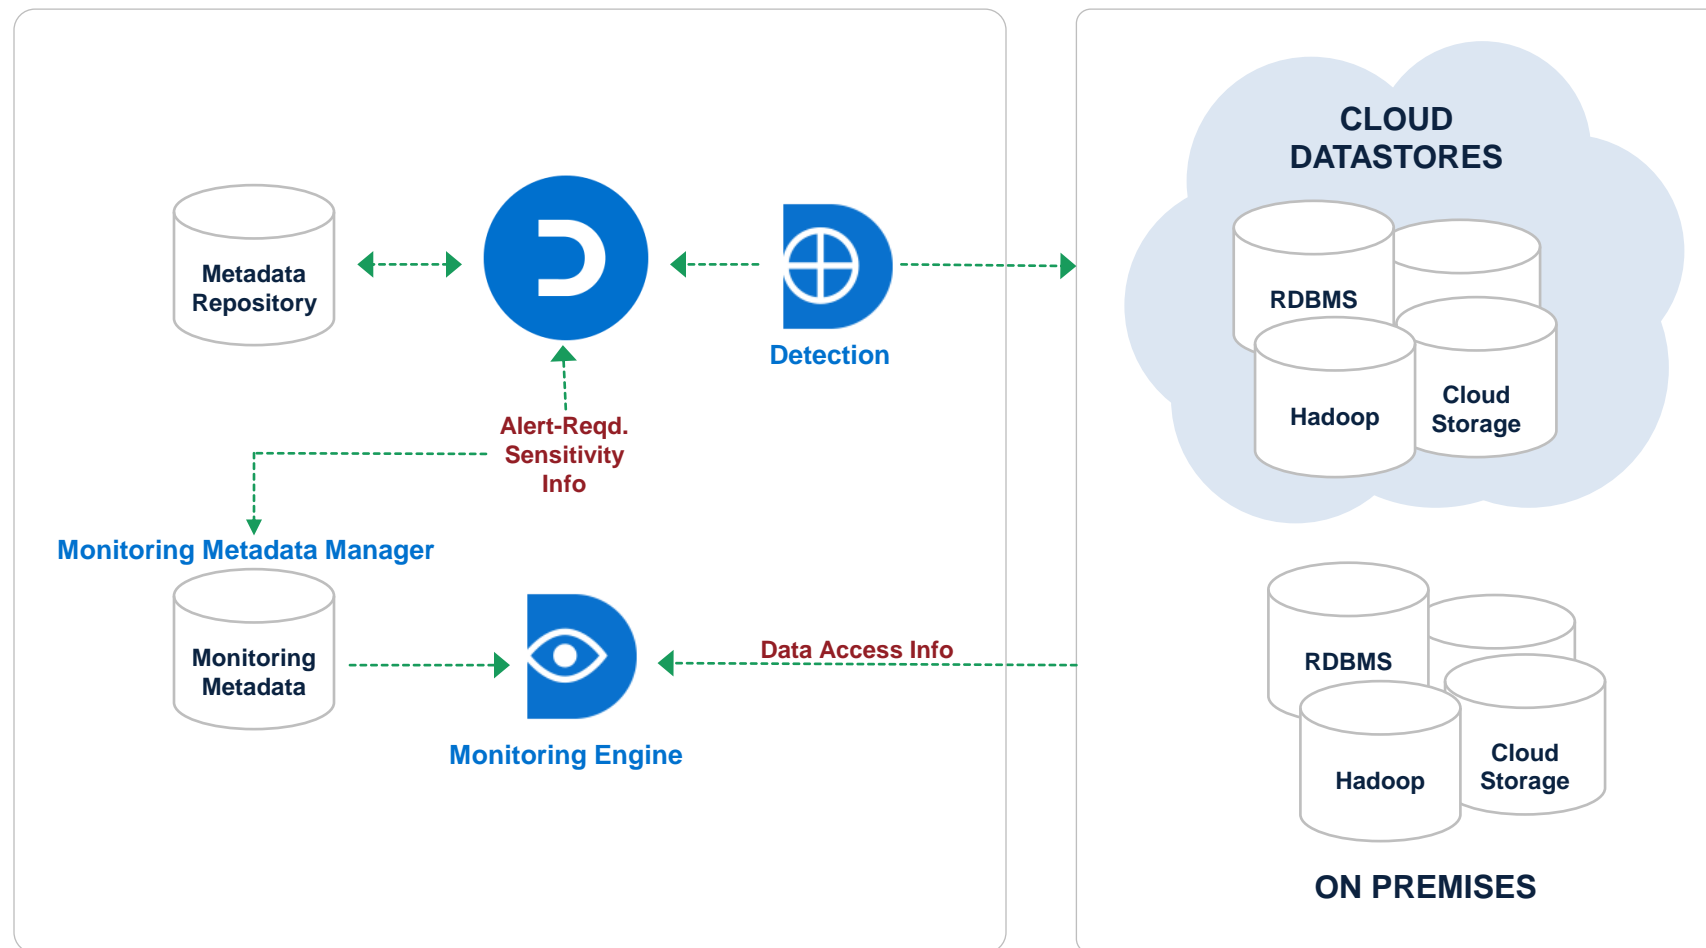 CLOUD
DATASTORES
Metadata
Repository
RDBMS
Detection
Hadoop
Cloud
Storage
Alert-Reqd.
Sensitivity
Info
Monitoring Metadata Manager
Monitoring
Metadata
Data Access Info
Monitoring Engine
RDBMS
Hadoop
Cloud
Storage
ON PREMISES